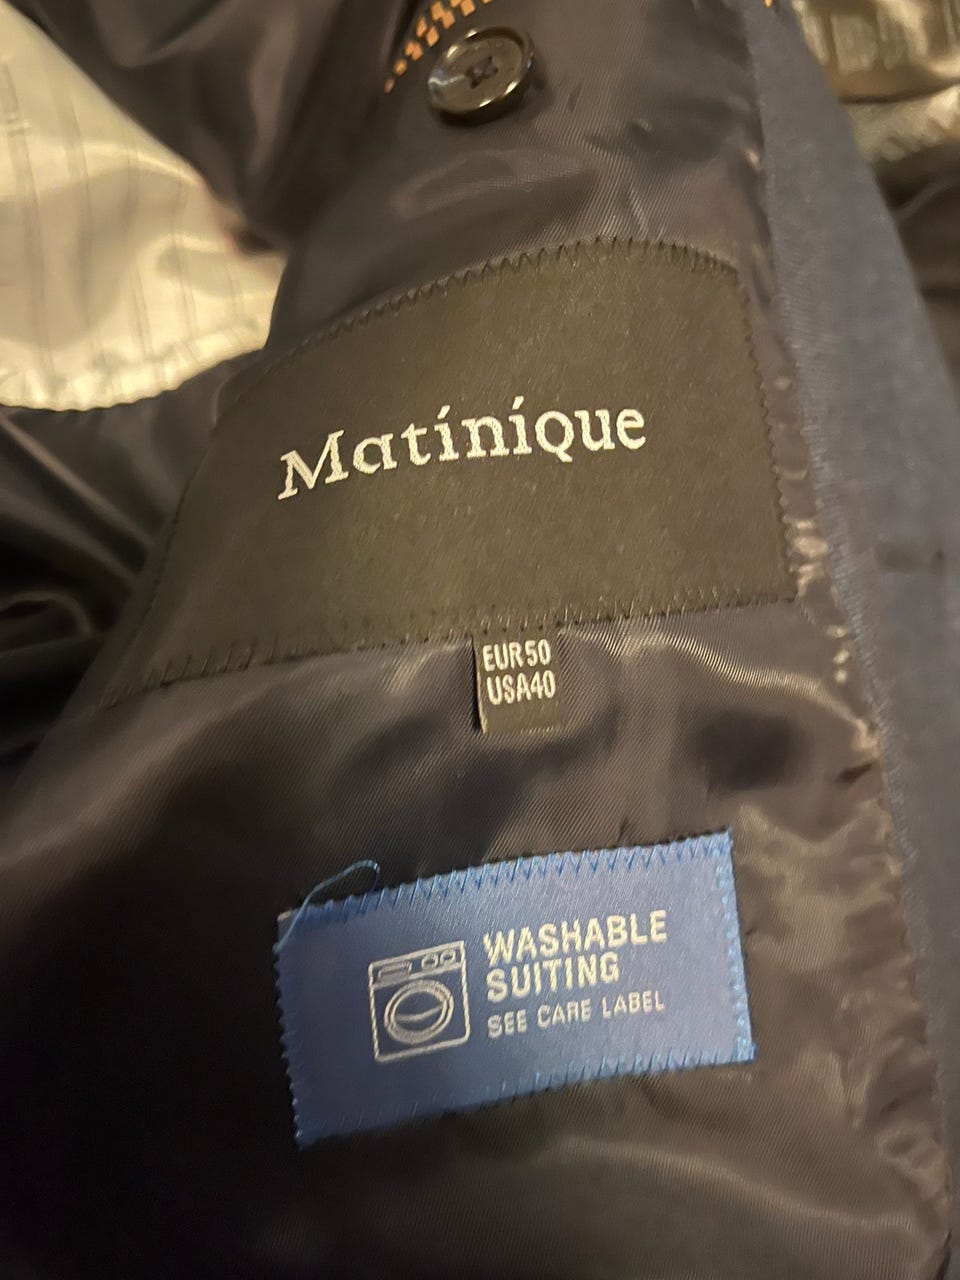 Matinique
EUR50
USA40
WASHABLE
SUITING
SEE CARE LABEL